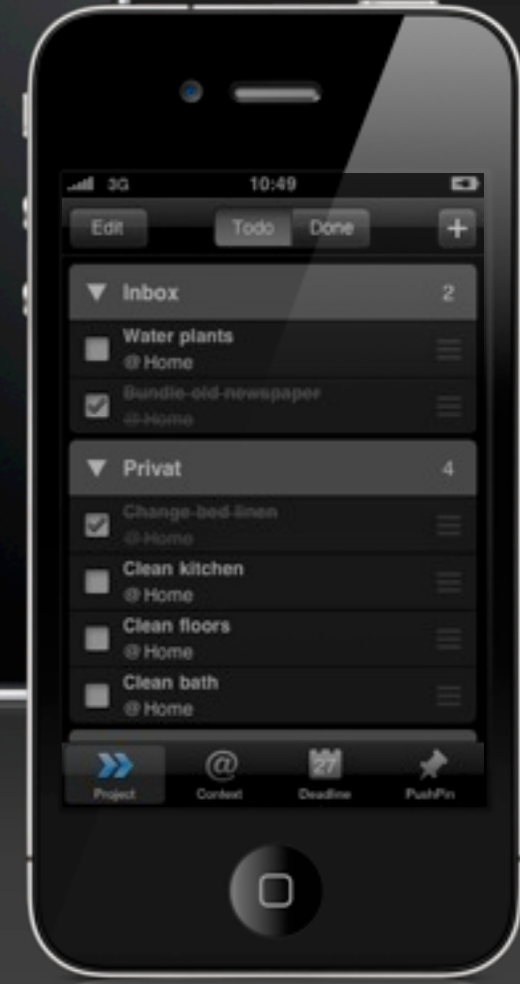 3G 10:49
Edit Todo Done +
Inbox 2
Water plants
@ Home
Bundle old newspaper
@ Home
Privat 4
Change bed linen
@ Home
Clean kitchen
@ Home
Clean floors
@ Home
Clean bath
@ Home
@ 27
Project Context Deadline PushPin